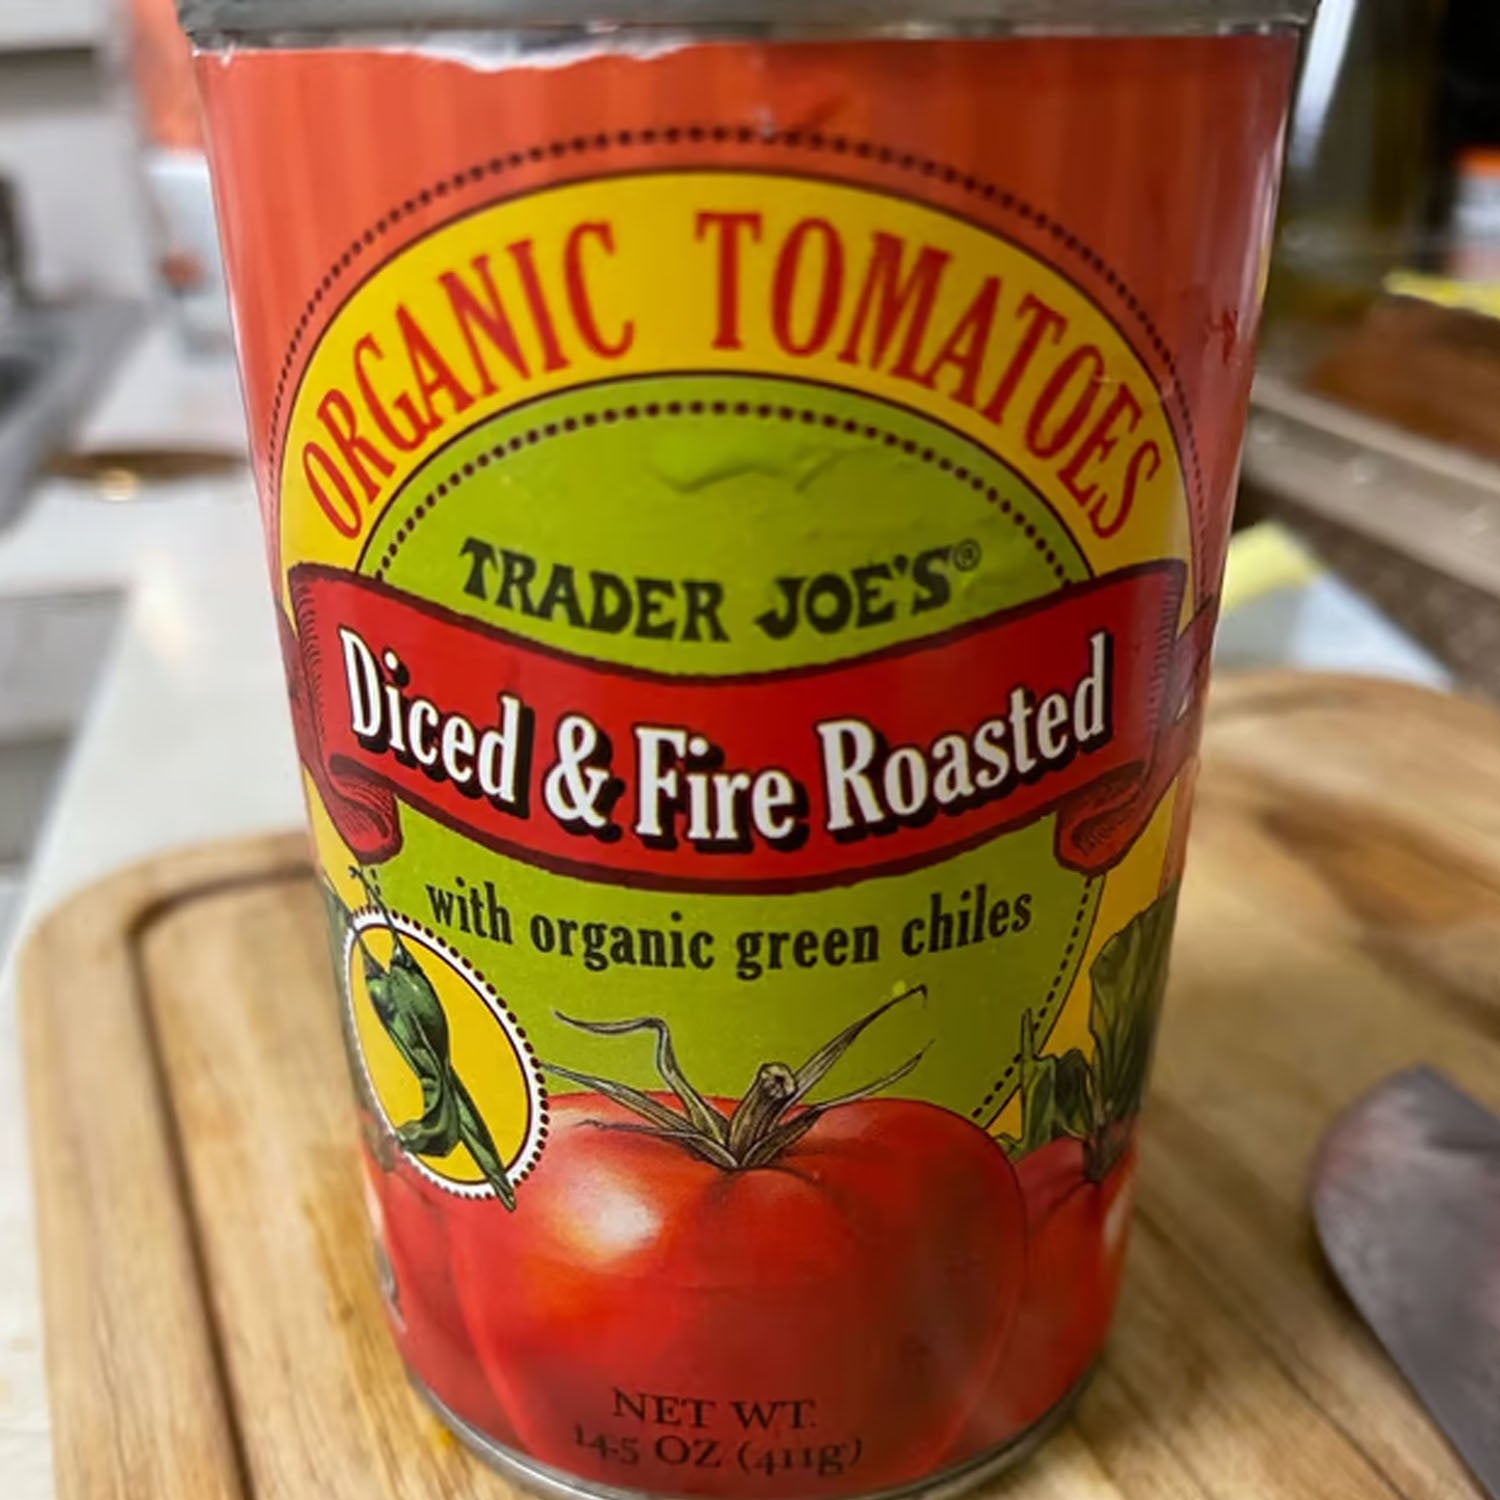 ORGANIC TOMATOES
TRADER JOE'S®
Diced & Fire Roasted
with organic green chiles
NET WT.
14.5 OZ (411g)